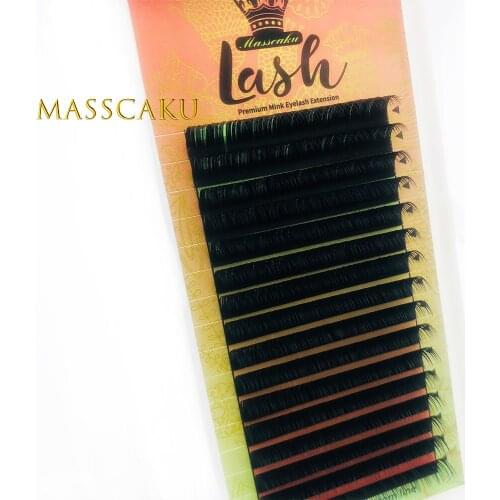 Masscaku
Lash
Premium Mink Eyelash Extension
MASSCAKU